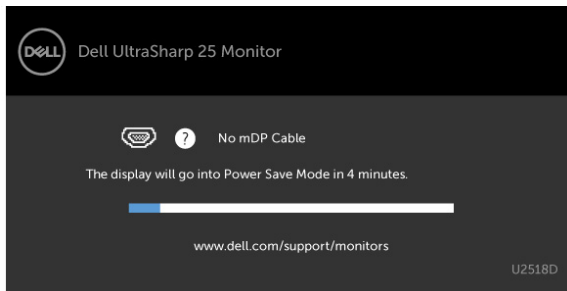 DELL
Dell UltraSharp 25 Monitor
? No mDP Cable
The display will go into Power Save Mode in 4 minutes.
www.dell.com/support/monitors
U2518D